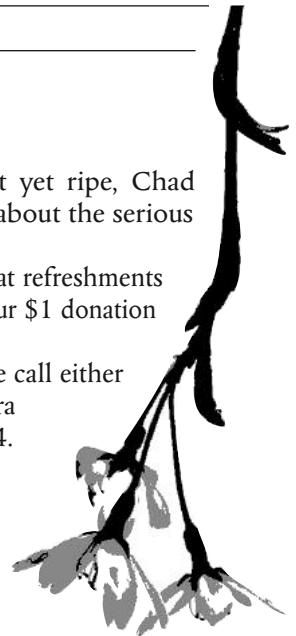 t yet ripe, Chad
about the serious
at refreshments
ur $1 donation
e call either
ra
4.